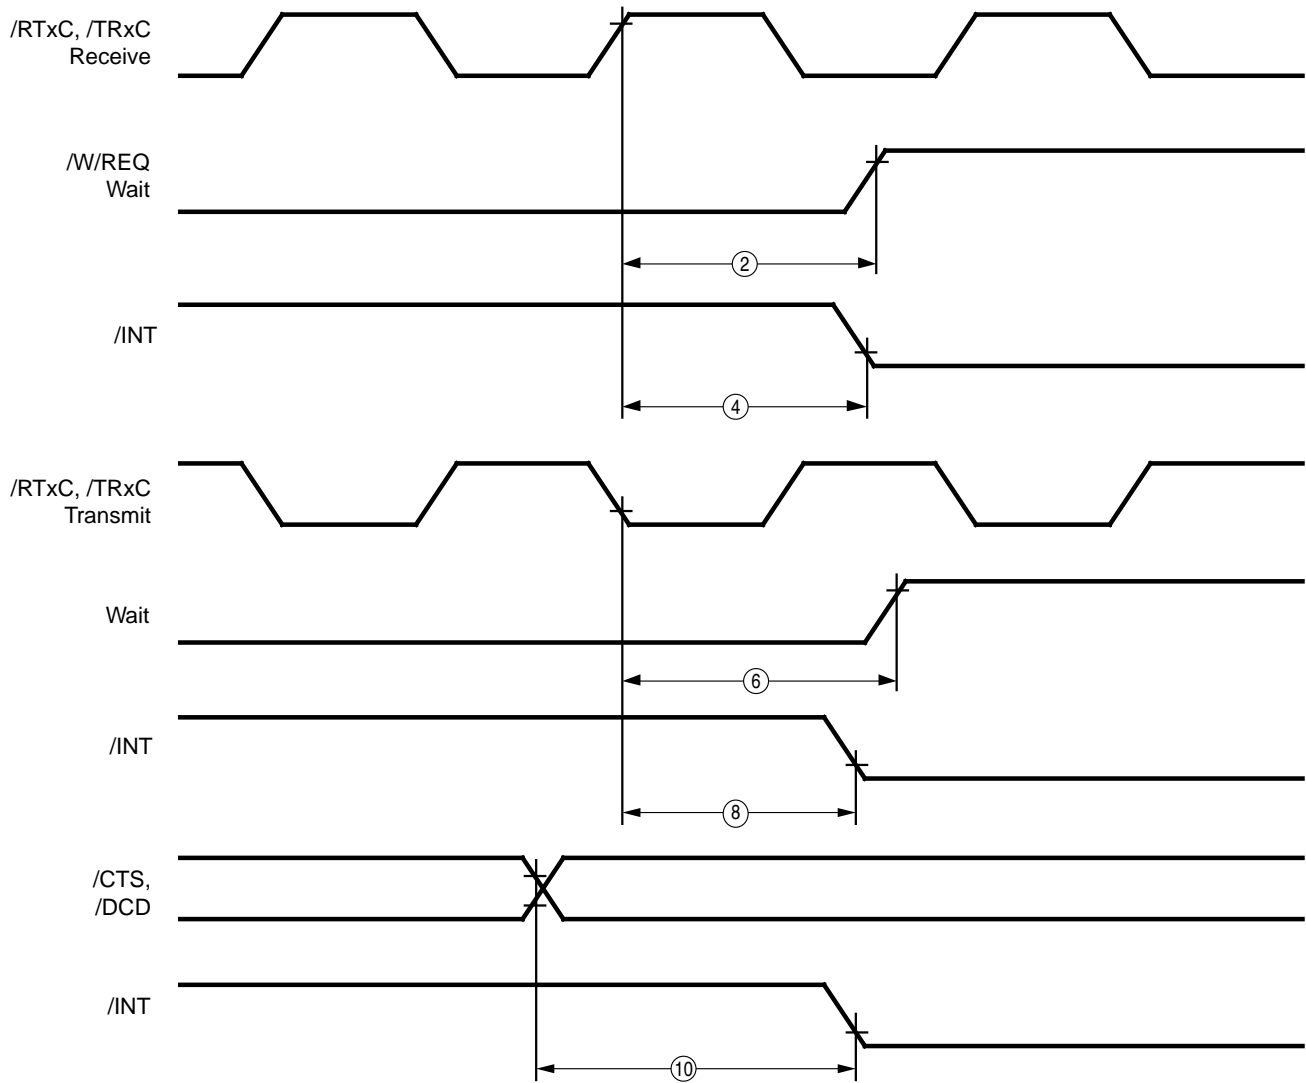 /RTxC, /TRxC
Receive
/W/REQ
Wait
2
/INT
4
/RTxC, /TRxC
Transmit
Wait
6
/INT
8
/CTS,
/DCD
/INT
10